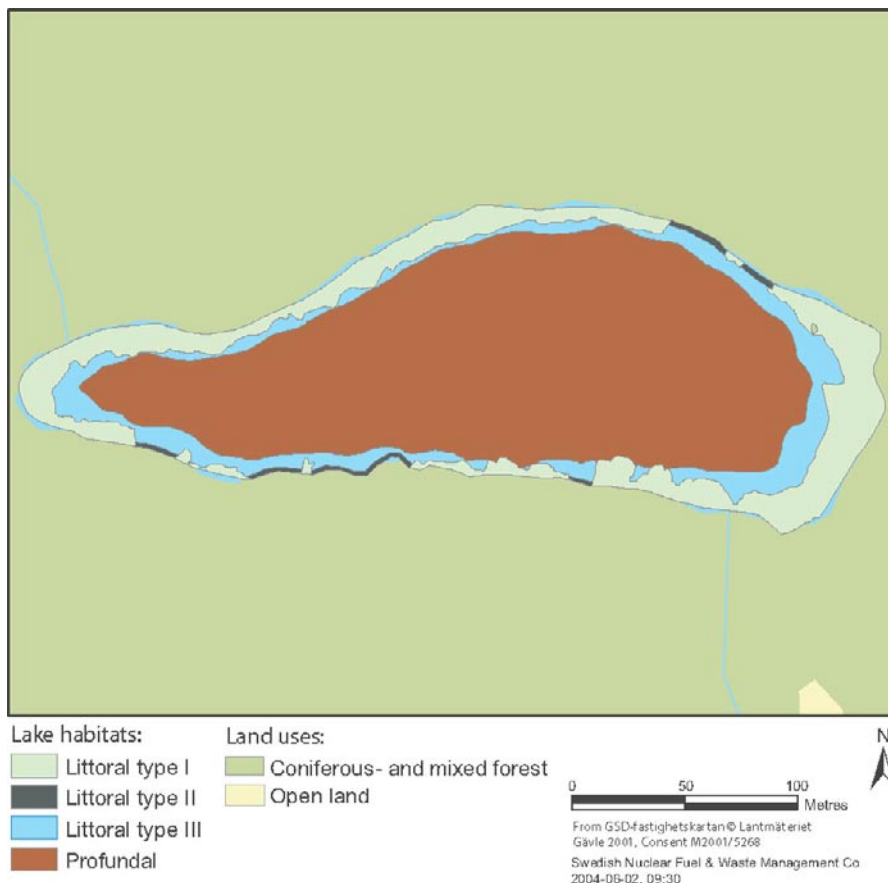 Lake habitats:
Littoral type I
Littoral type II
Littoral type III
Profundal
Land uses:
Coniferous- and mixed forest
Open land
N
0 50 100
Metres
From GSD-fastighetskartan © Lantmäteriet
Gävle 2001, Consent M2001/5268
Swedish Nuclear Fuel & Waste Management Co
2004-06-02, 09:30